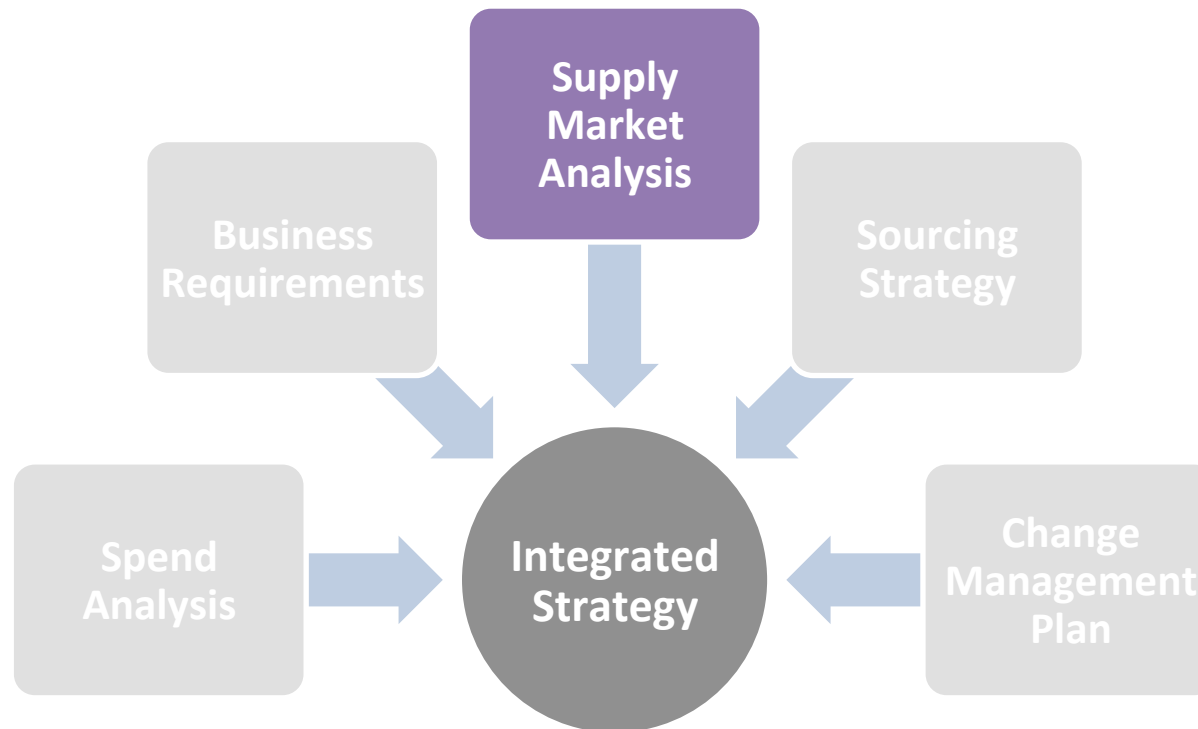 Supply
Market
Analysis
Business
Requirements
Sourcing
Strategy
Spend
Analysis
Integrated
Strategy
Change
Management
Plan